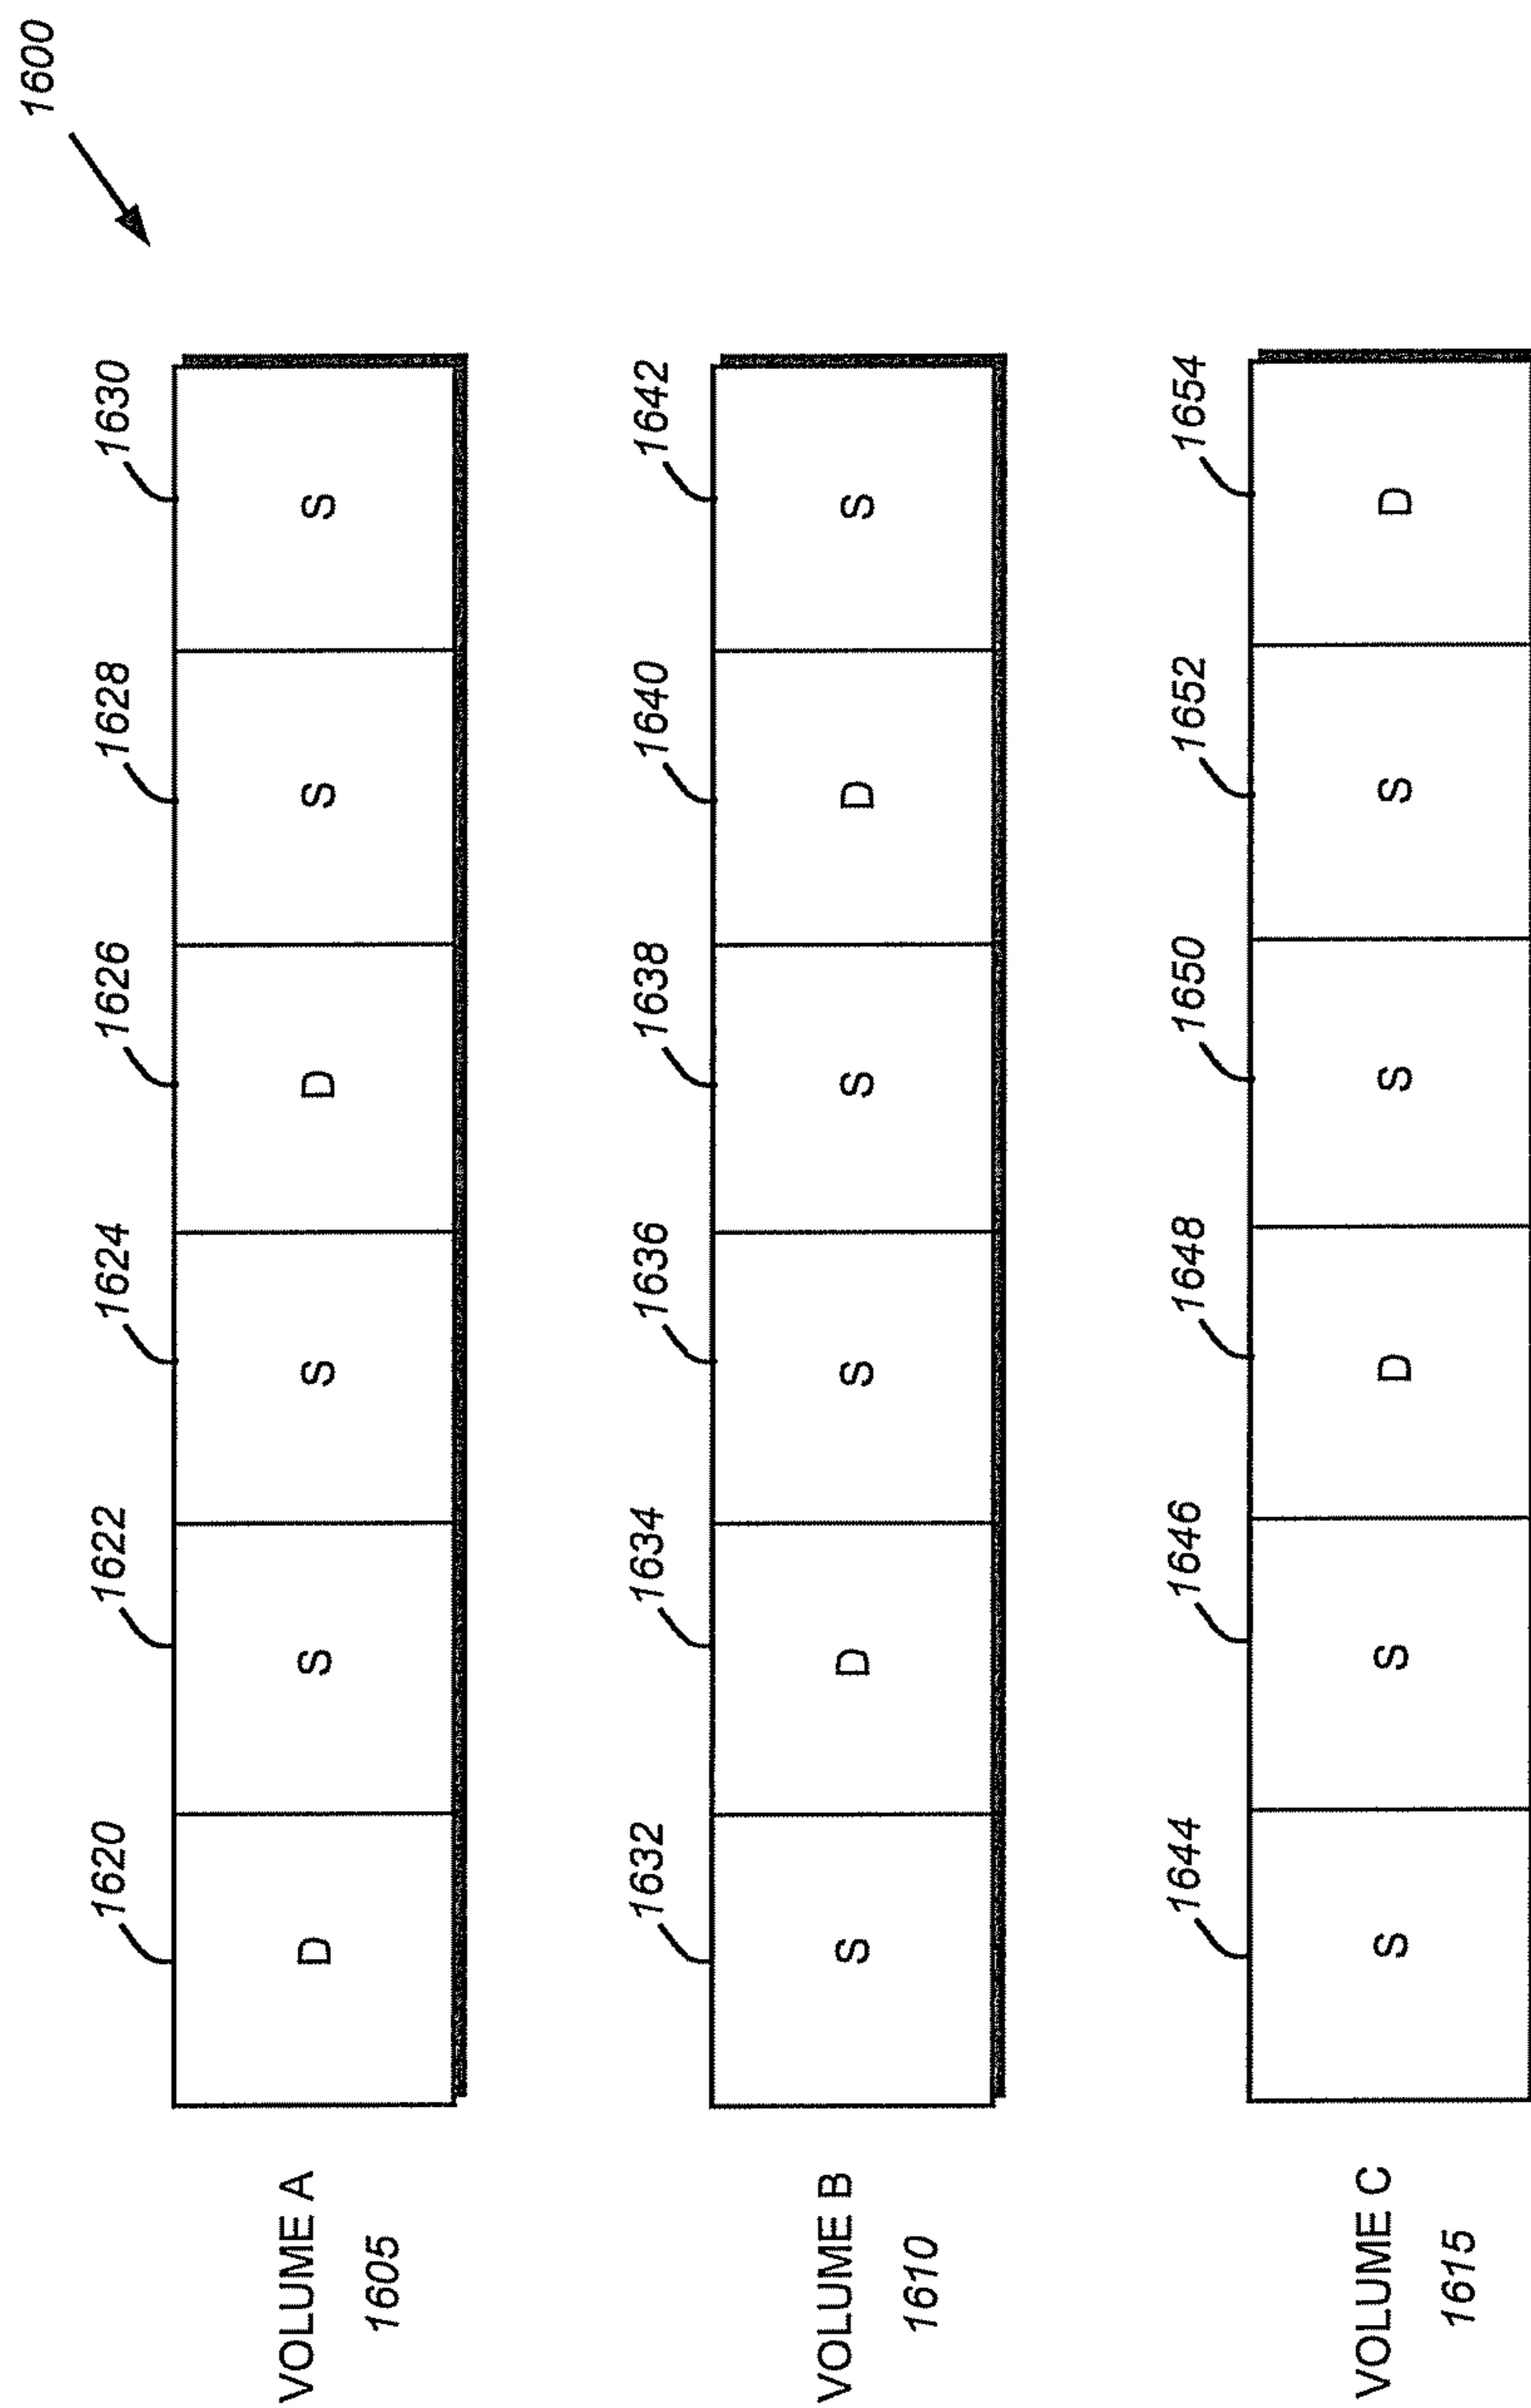 1600
1620 1622 1624 1626 1628 1630
VOLUME A D S S D S S
1605
1632 1634 1636 1638 1640 1642
VOLUME B S D S S D S
1610
1644 1646 1648 1650 1652 1654
VOLUME C S S D S S D
1615